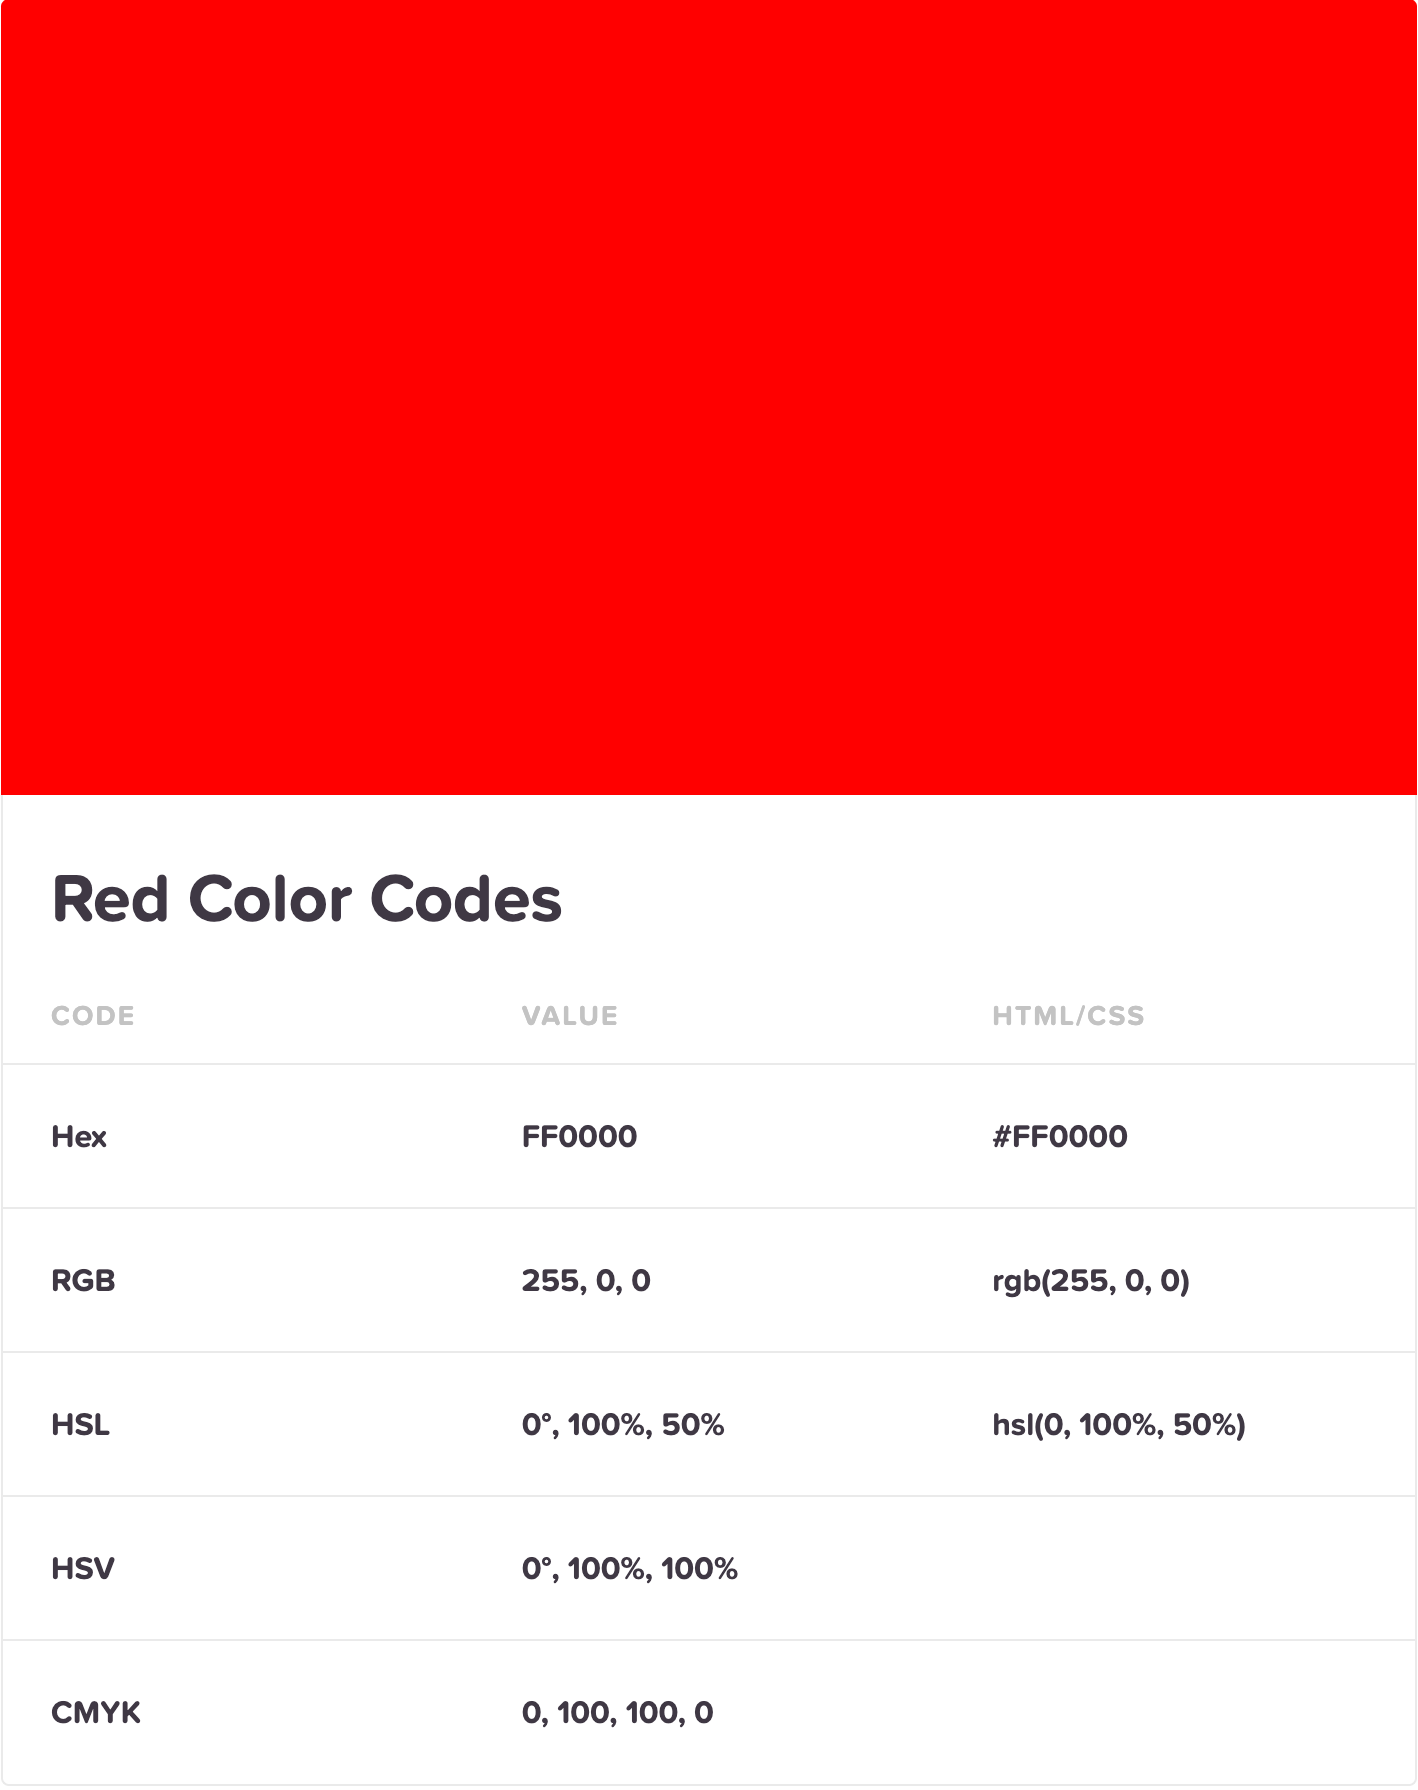 Red Color Codes
CODE VALUE HTML/CSS
Hex FF0000 #FF0000
RGB 255, 0, 0 rgb(255, 0, 0)
HSL 0°, 100%, 50% hsl(0, 100%, 50%)
HSV 0°, 100%, 100%
CMYK 0, 100, 100, 0